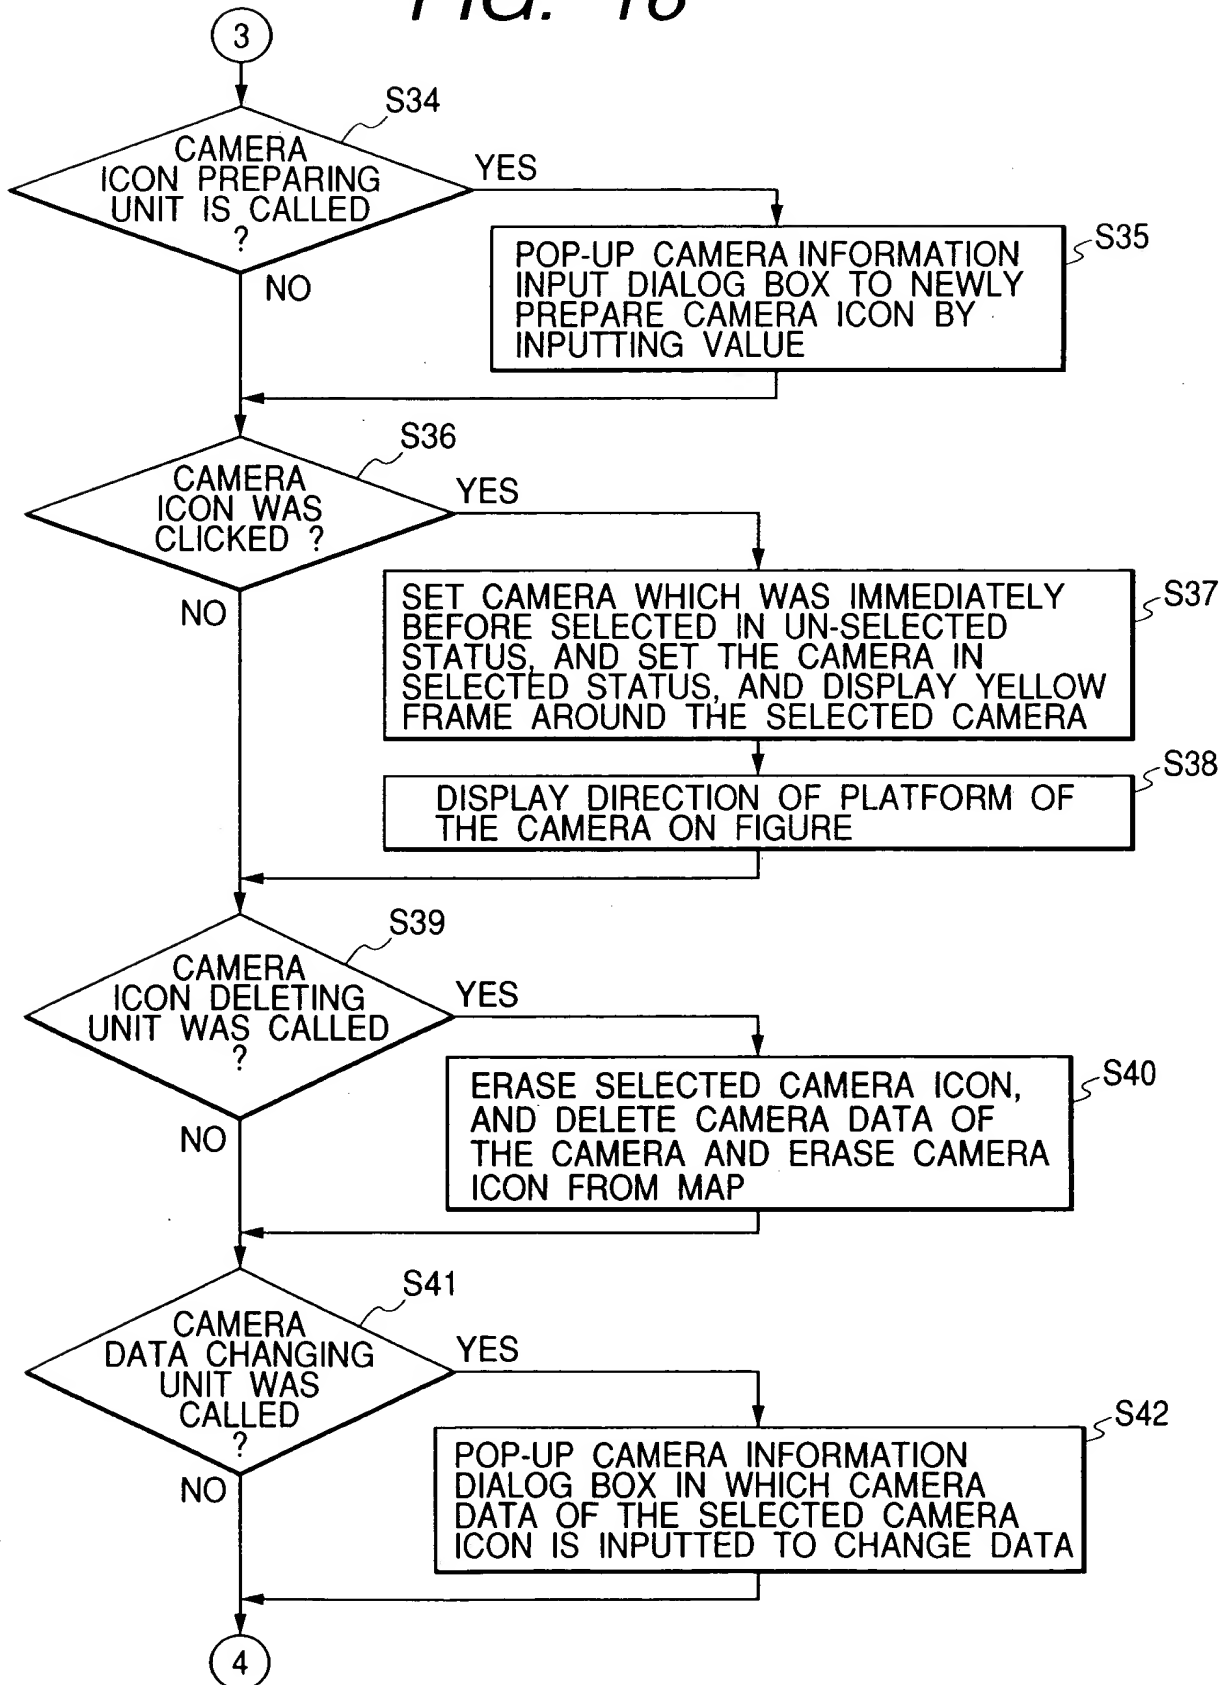 FIG. 16
3
S34
CAMERA
ICON PREPARING
UNIT IS CALLED
?
YES
NO
S35
POP-UP CAMERA INFORMATION
INPUT DIALOG BOX TO NEWLY
PREPARE CAMERA ICON BY
INPUTTING VALUE
S36
CAMERA
ICON WAS
CLICKED ?
YES
NO
S37
SET CAMERA WHICH WAS IMMEDIATELY
BEFORE SELECTED IN UN-SELECTED
STATUS, AND SET THE CAMERA IN
SELECTED STATUS, AND DISPLAY YELLOW
FRAME AROUND THE SELECTED CAMERA
S38
DISPLAY DIRECTION OF PLATFORM OF
THE CAMERA ON FIGURE
S39
CAMERA
ICON DELETING
UNIT WAS CALLED
?
YES
NO
S40
ERASE SELECTED CAMERA ICON,
AND DELETE CAMERA DATA OF
THE CAMERA AND ERASE CAMERA
ICON FROM MAP
S41
CAMERA
DATA CHANGING
UNIT WAS
CALLED
?
YES
NO
S42
POP-UP CAMERA INFORMATION
DIALOG BOX IN WHICH CAMERA
DATA OF THE SELECTED CAMERA
ICON IS INPUTTED TO CHANGE DATA
4